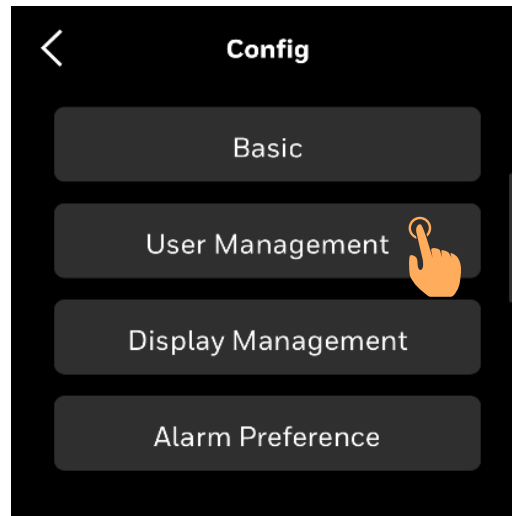 Config
Basic
User Management
Display Management
Alarm Preference